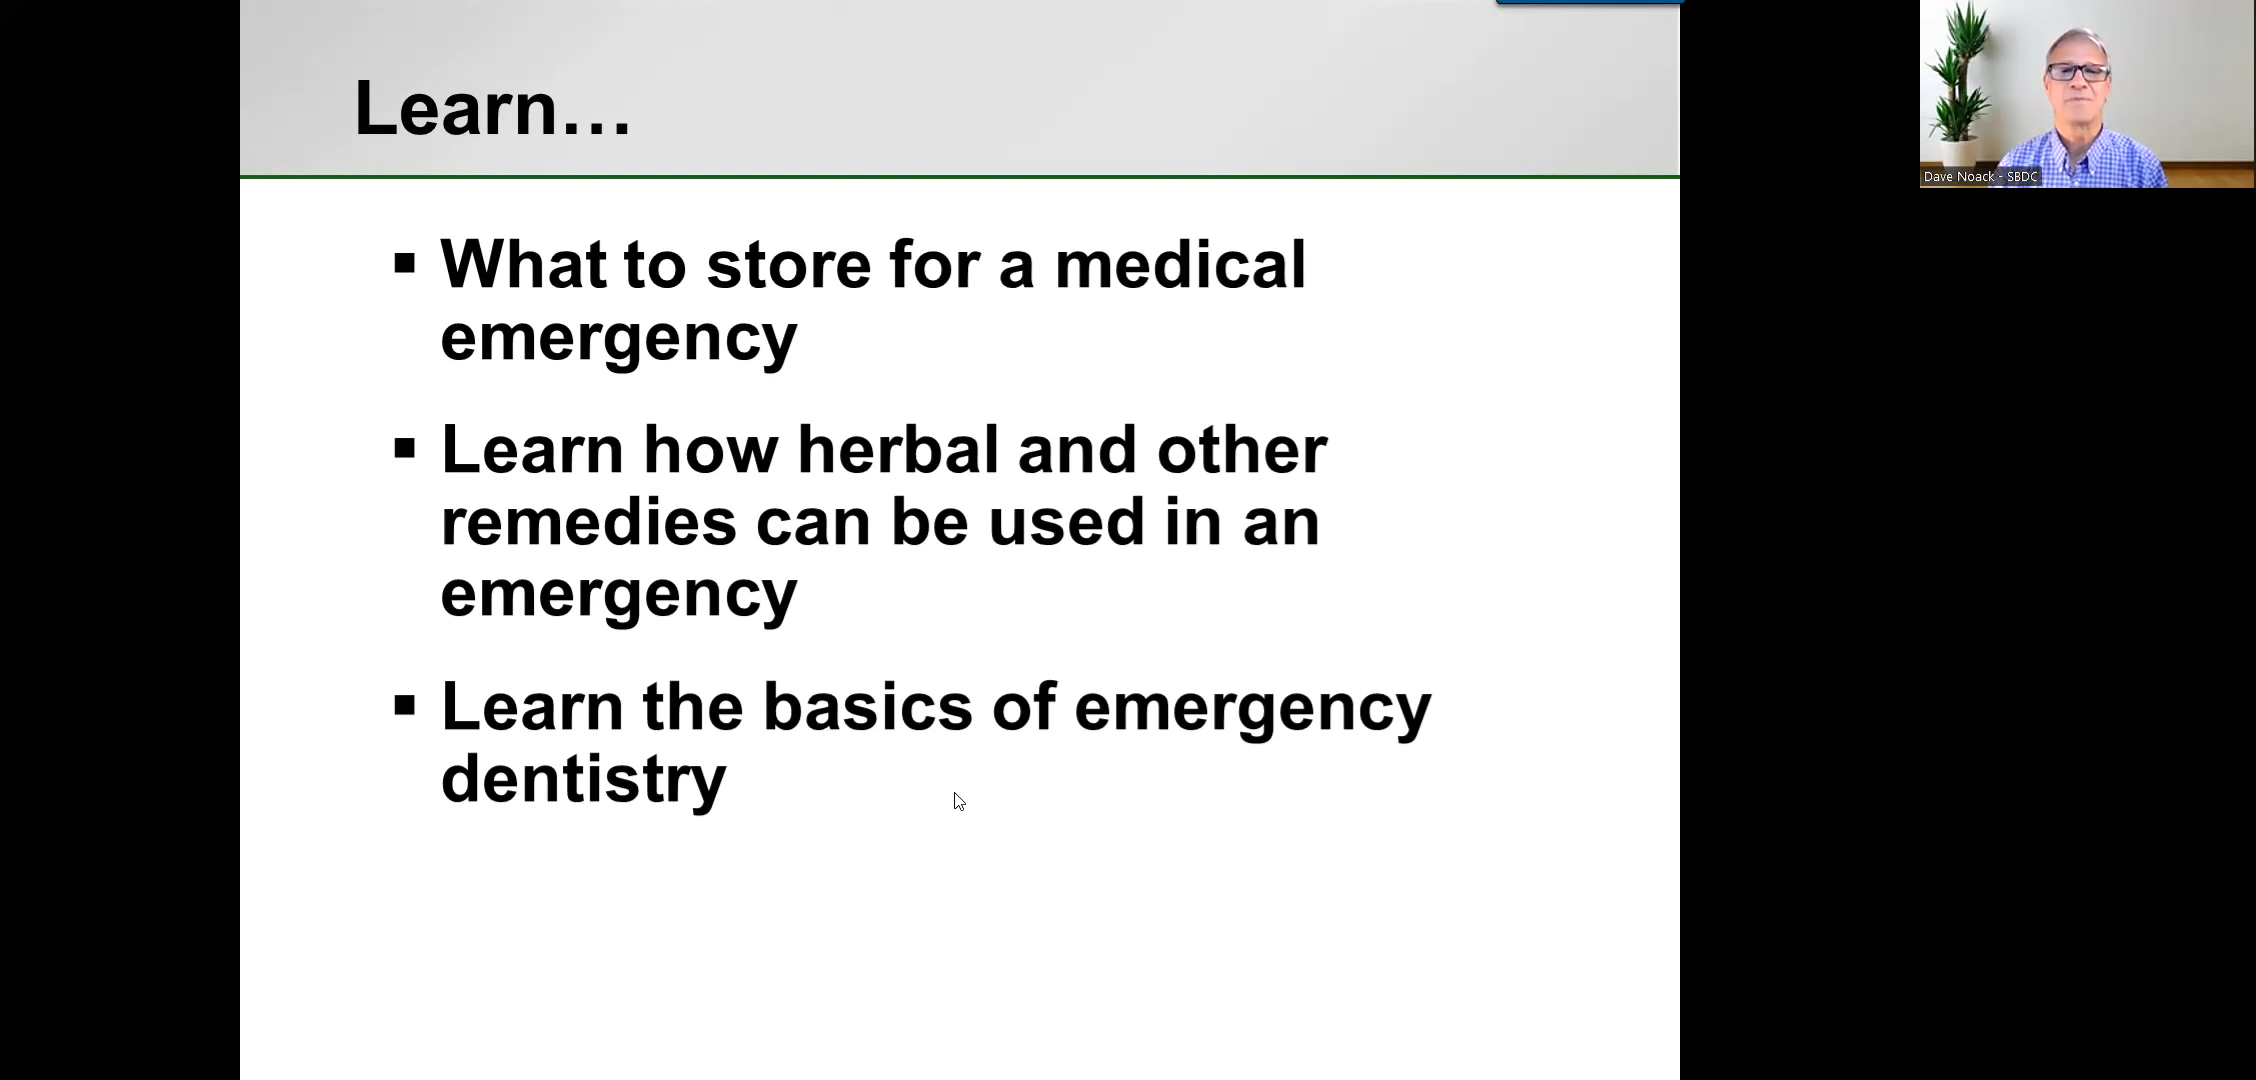 Learn…
▪ What to store for a medical
emergency
▪ Learn how herbal and other
remedies can be used in an
emergency
▪ Learn the basics of emergency
dentistry
Dave Noack - SBDC